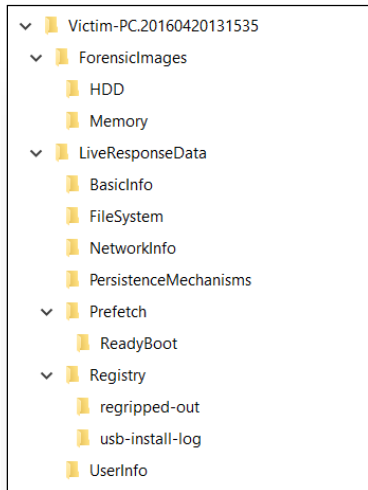 Victim-PC.20160420131535
ForensicImages
HDD
Memory
LiveResponseData
BasicInfo
FileSystem
NetworkInfo
PersistenceMechanisms
Prefetch
ReadyBoot
Registry
regripped-out
usb-install-log
UserInfo